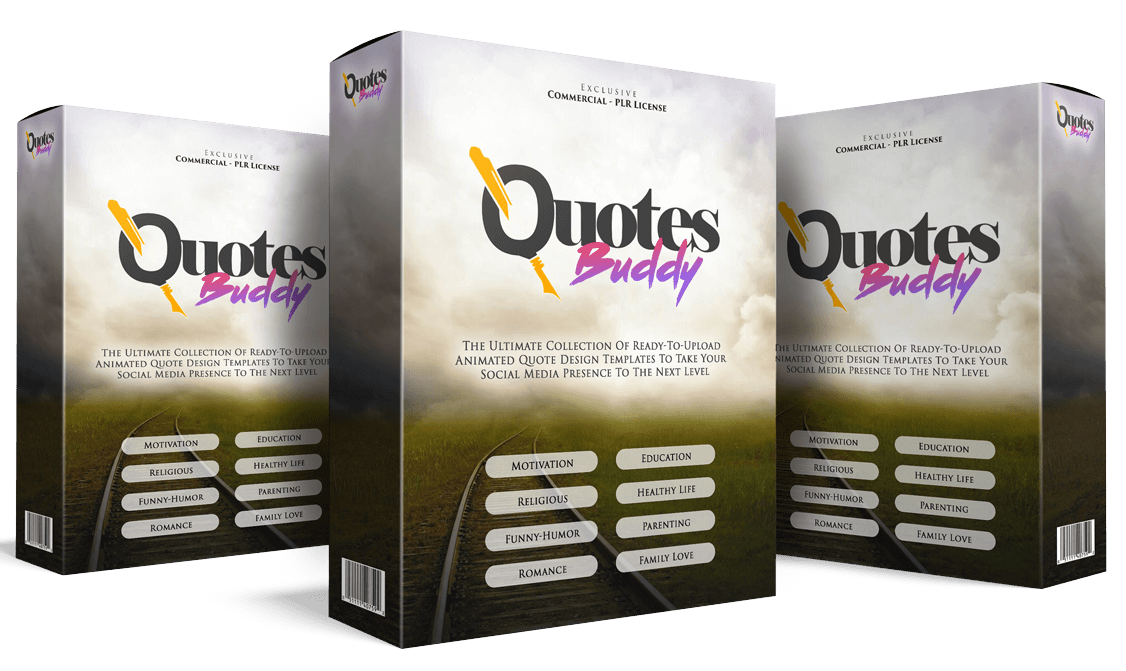 Quotes
Buddy
Exclusive
Commercial - PLR License
Quotes
Buddy
The Ultimate Collection Of Ready-To-Upload
Animated Quote Design Templates To Take Your
Social Media Presence To The Next Level
Motivation
Education
Religious
Healthy Life
Funny-Humor
Parenting
Romance
Family Love
Quotes
Buddy
Exclusive
Commercial - PLR License
Quotes
Buddy
The Ultimate Collection Of Ready-To-Upload
Animated Quote Design Templates To Take Your
Social Media Presence To The Next Level
Motivation
Education
Religious
Healthy Life
Funny-Humor
Parenting
Romance
Family Love
Exclusive
Commercial - PLR License
Quotes
Buddy
The Ultimate Collection Of Ready-To-Upload
Animated Quote Design Templates To Take Your
Social Media Presence To The Next Level
Motivation
Education
Religious
Healthy Life
Funny-Humor
Parenting
Romance
Family Love
Quotes
Buddy